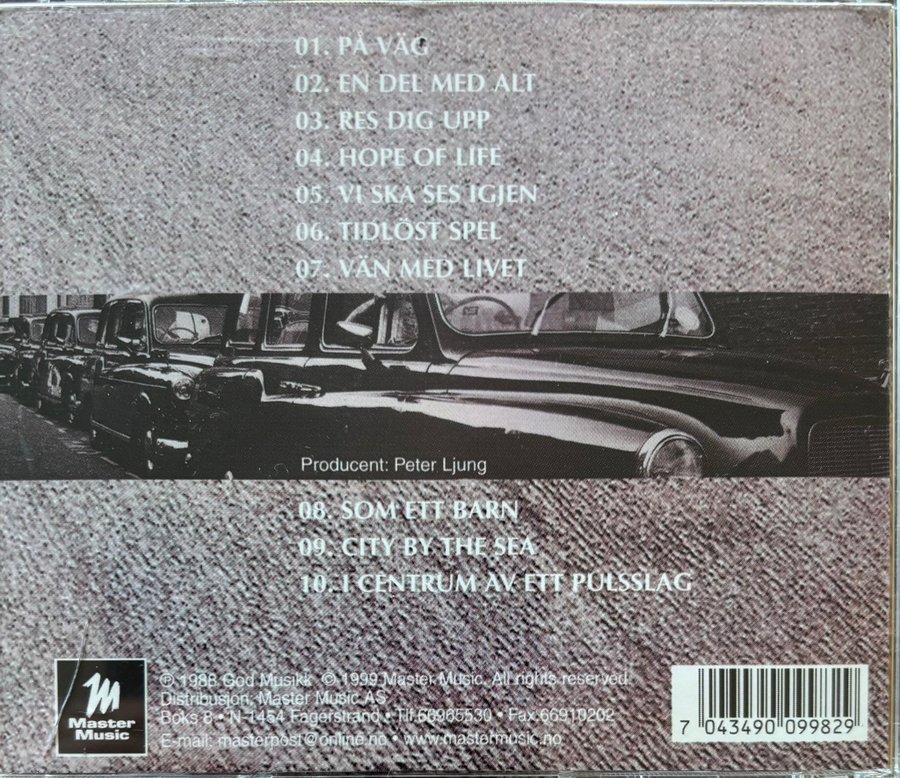 01. PÅ VÄG
02. EN DEL MED ALT
03. RES DIG UPP
04. HOPE OF LIFE
05. VI SKA SES IGJEN
06. TIDLÖST SPEL
07. VÄN MED LIVET
Producent: Peter Ljung
08. SOM ETT BARN
09. CITY BY THE SEA
10. I CENTRUM AV ETT PULSSLAG
Master
Music
℗ 1988 God Musikk © 1999 Master Music. All rights reserved
Distribusjon: Master Music AS
Boks 8 • N-1454 Fagerstrand • Tlf.66965530 • Fax.66919202
E-mail: masterpost@online.no • www.mastermusic.no
7 043490 099829